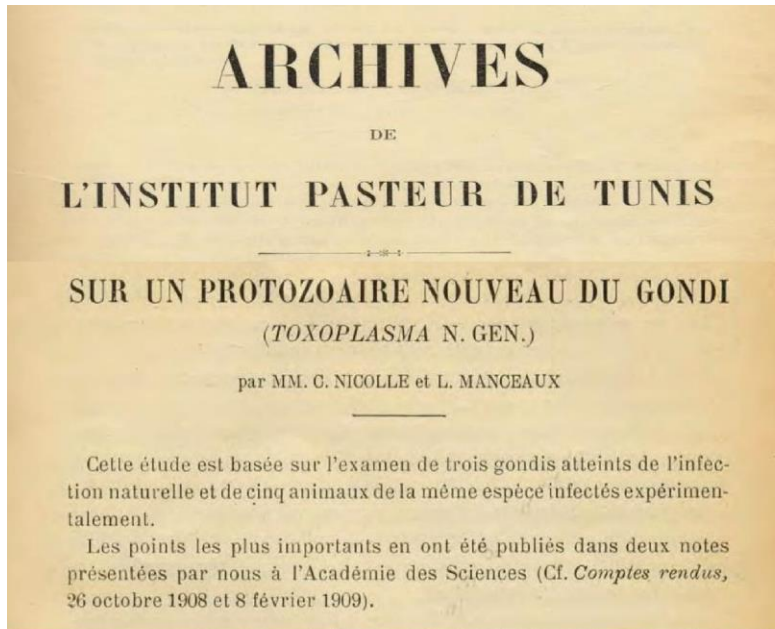 ARCHIVES
DE
L'INSTITUT PASTEUR DE TUNIS
SUR UN PROTOZOAIRE NOUVEAU DU GONDI
(TOXOPLASMA N. GEN.)
par MM. C. NICOLLE et L. MANCEAUX
Cette étude est basée sur l'examen de trois gondis atteints de l'infec-
tion naturelle et de cinq animaux de la même espèce infectés expérimen-
talement.
Les points les plus importants en ont été publiés dans deux notes
présentées par nous à l'Académie des Sciences (Cf. Comptes rendus,
26 octobre 1908 et 8 février 1909).